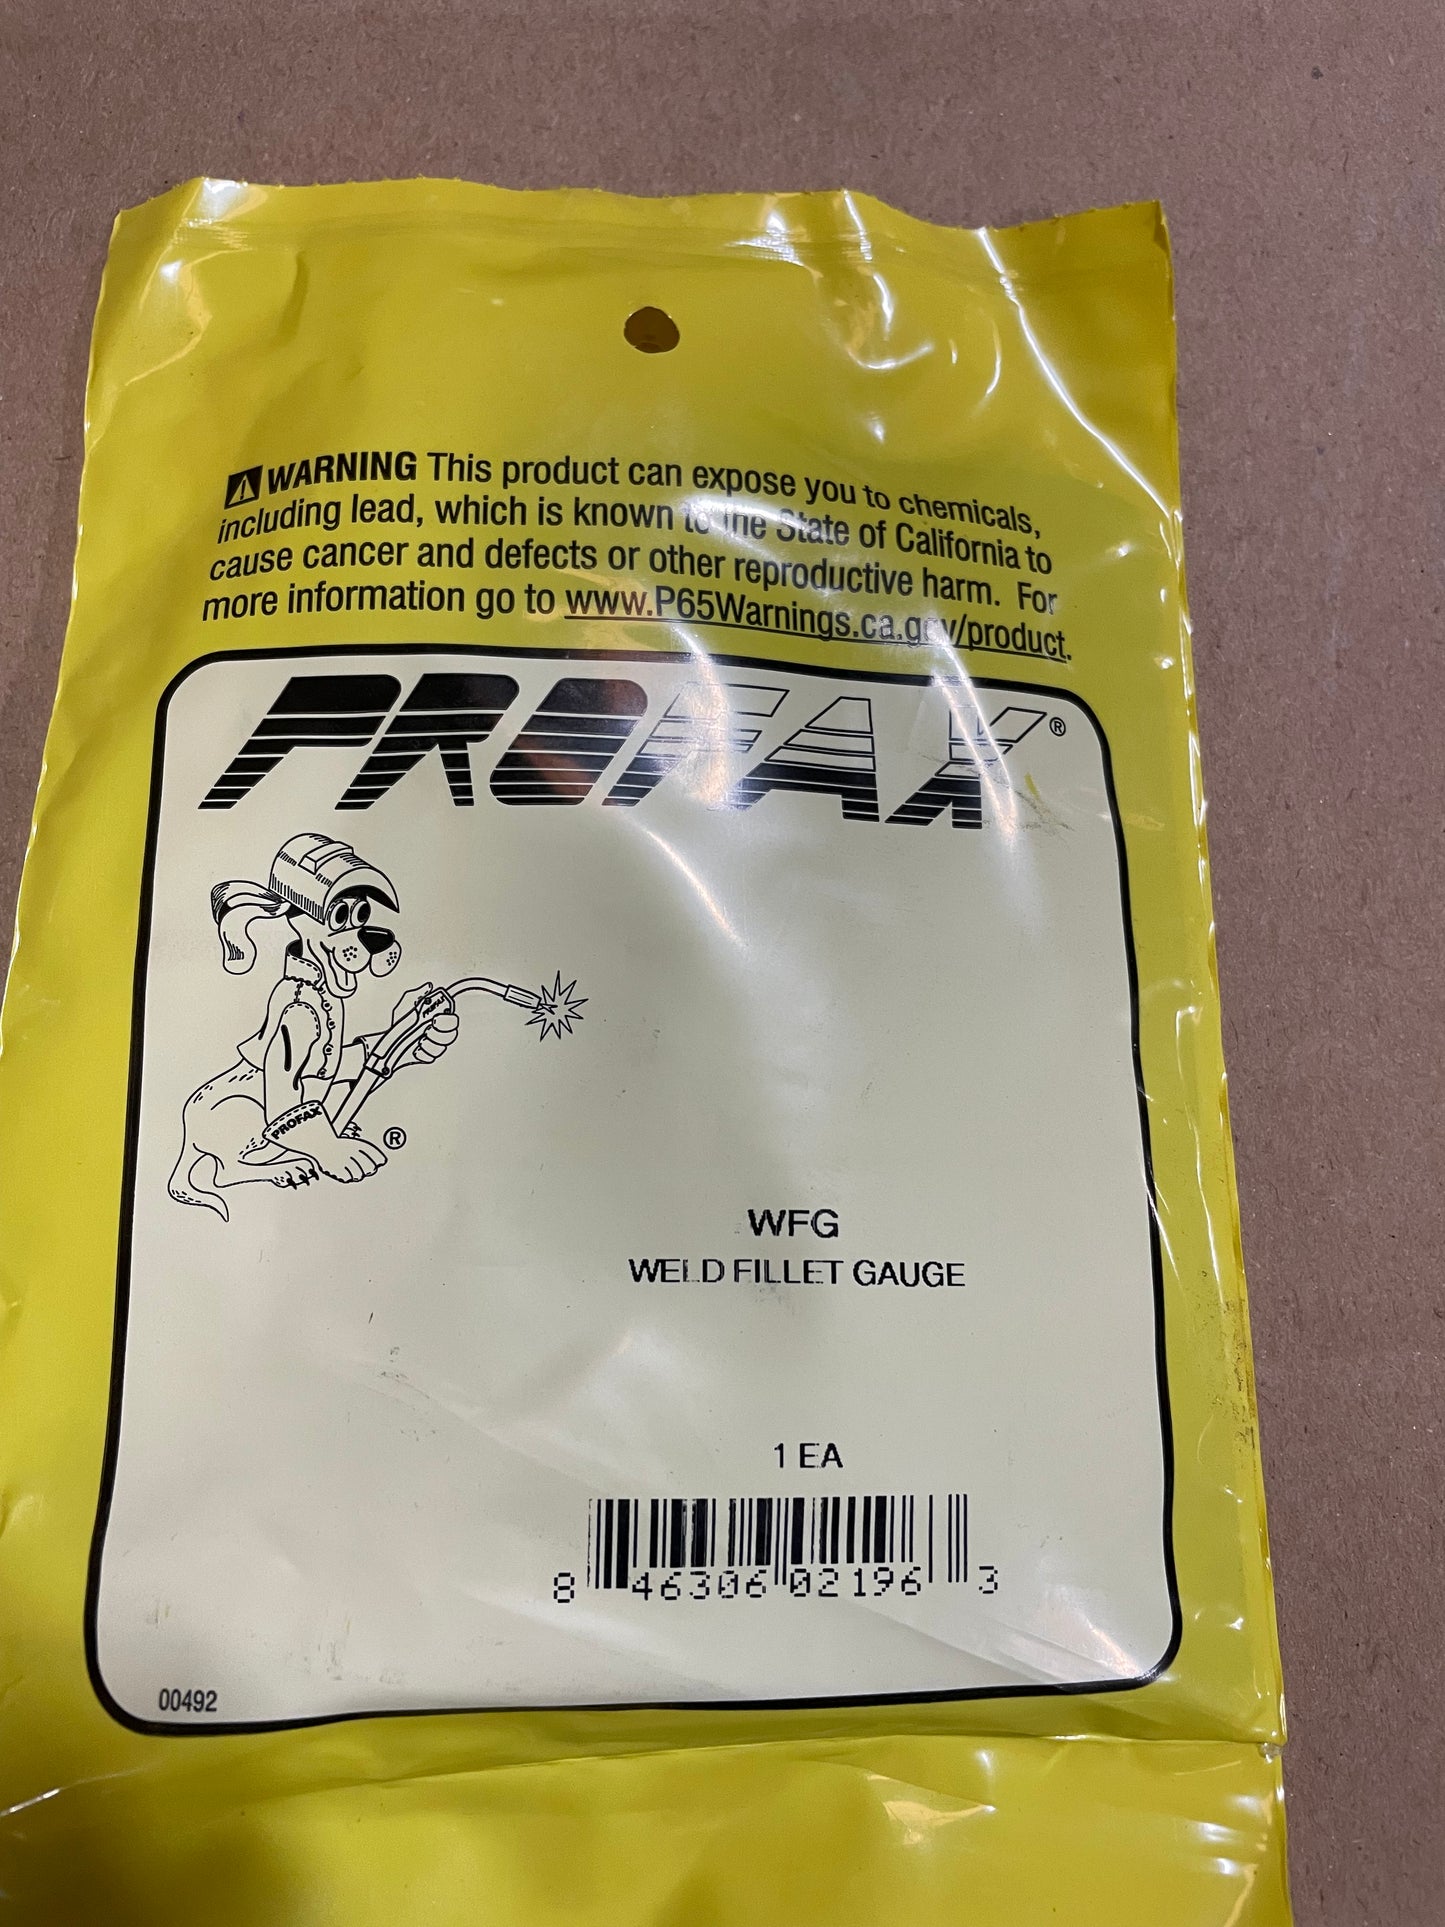 ⚠WARNING This product can expose you to chemicals,
including lead, which is known to the State of California to
cause cancer and defects or other reproductive harm. For
more information go to www.P65Warnings.ca.gov/product.
PROFAX®
PROFAX
PROFAX
®
WFG
WELD FILLET GAUGE
1 EA
8 46306 02196 3
00492